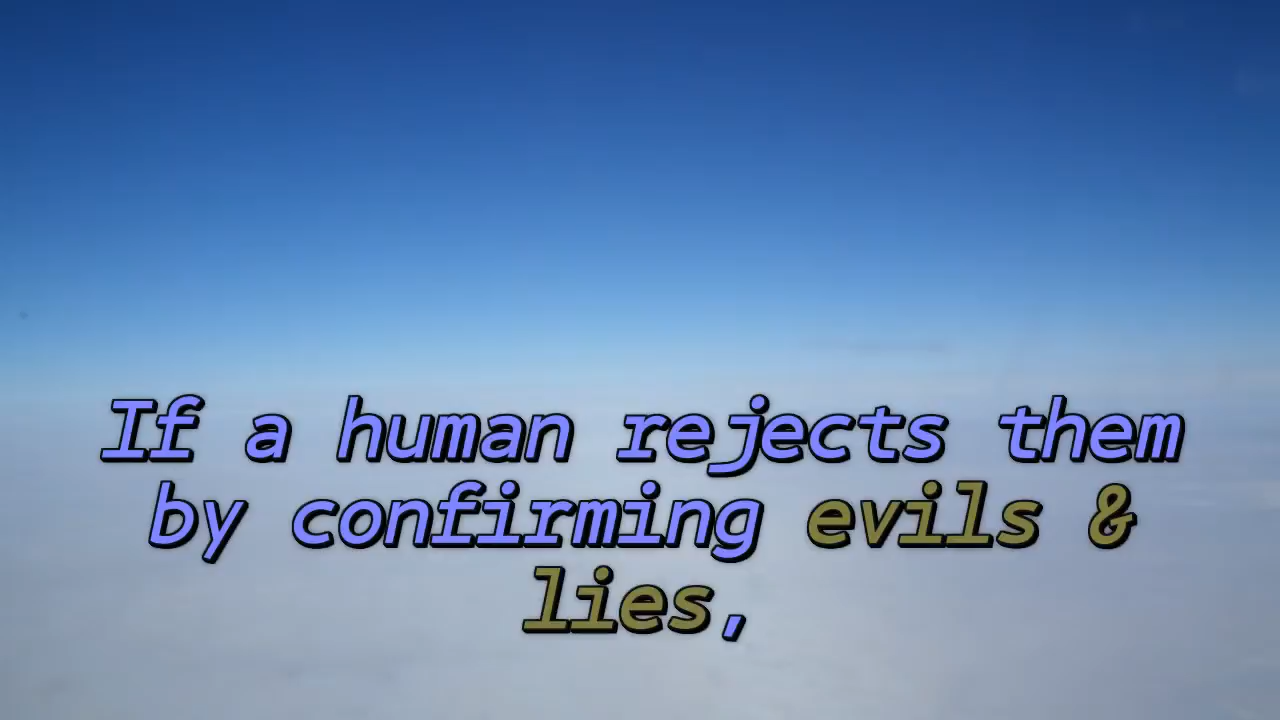 If a human rejects them
by confirming evils &
lies,